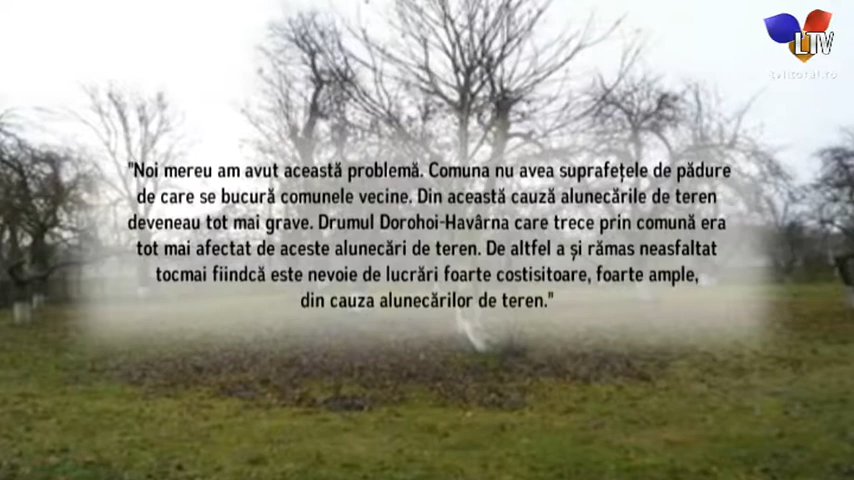 LTV
tvlitoral.ro
"Noi mereu am avut această problemă. Comuna nu avea suprafețele de pădure
de care se bucură comunele vecine. Din această cauză alunecările de teren
deveneau tot mai grave. Drumul Dorohoi-Havârna care trece prin comună era
tot mai afectat de aceste alunecări de teren. De altfel a și rămas neasfaltat
tocmai fiindcă este nevoie de lucrări foarte costisitoare, foarte ample,
din cauza alunecărilor de teren."